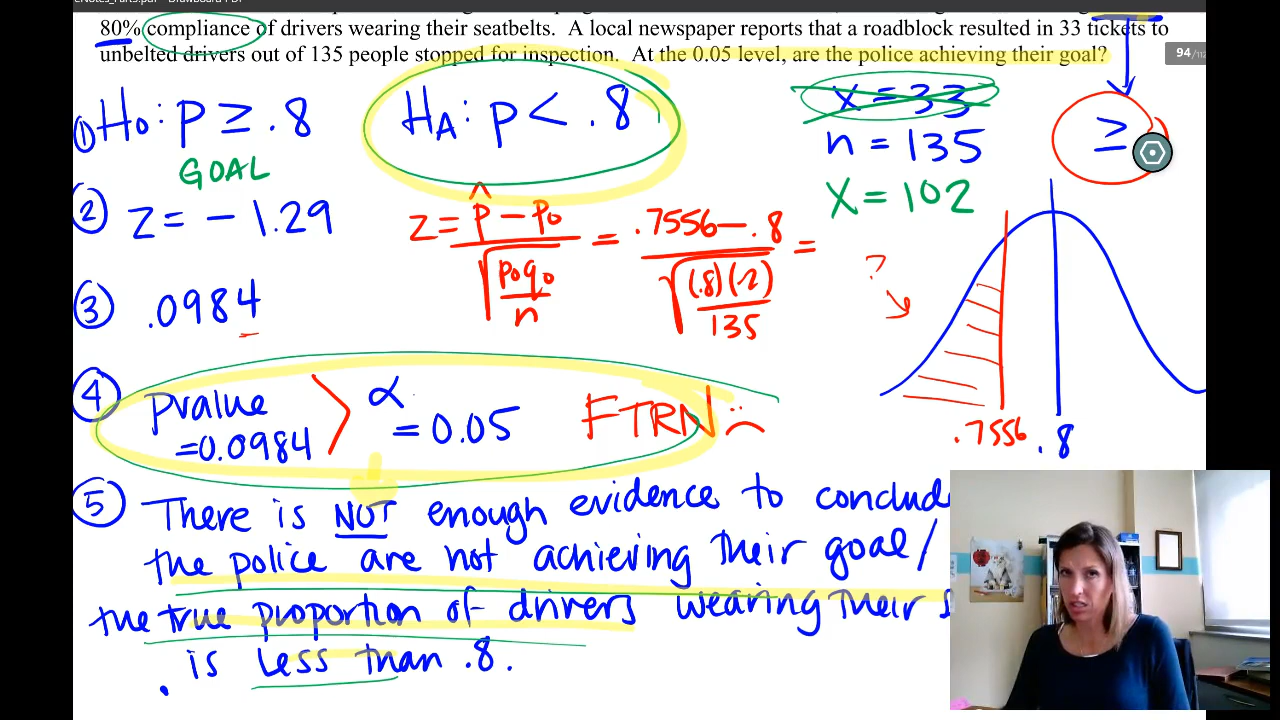 80% compliance of drivers wearing their seatbelts. A local newspaper reports that a roadblock resulted in 33 tickets to
unbelted drivers out of 135 people stopped for inspection. At the 0.05 level, are the police achieving their goal?
94
① H₀: p ≥ .8
Hᴀ: p < .8
x = 33
n = 135
x = 102
≥
GOAL
② z = -1.29
z = p̂ - p₀ / √(p₀q₀ / n) = .7556 - .8 / √((.8)(.2) / 135) =
?
③ .0984
.7556 .8
④ pvalue = 0.0984 > α = 0.05 FTRN
⑤ There is NOT enough evidence to conclude
the police are not achieving their goal/
the true proportion of drivers wearing their
is less than .8.